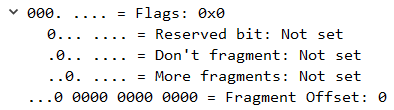 000. .... = Flags: 0x0
0... .... = Reserved bit: Not set
.0.. .... = Don't fragment: Not set
..0. .... = More fragments: Not set
...0 0000 0000 0000 = Fragment Offset: 0